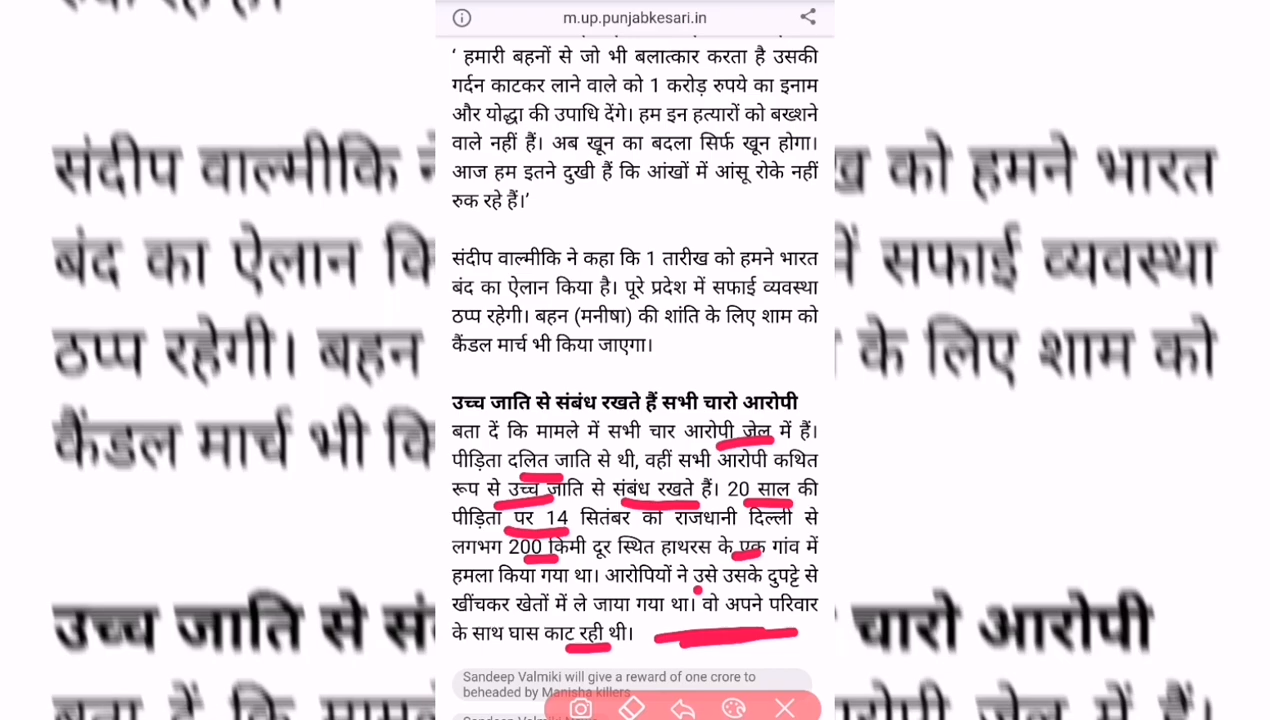 m.up.punjabkesari.in
‘ हमारी बहनों से जो भी बलात्कार करता है उसकी
गर्दन काटकर लाने वाले को 1 करोड़ रुपये का इनाम
और योद्धा की उपाधि देंगे। हम इन हत्यारों को बख्शने
वाले नहीं हैं। अब खून का बदला सिर्फ खून होगा।
आज हम इतने दुखी हैं कि आंखों में आंसू रोके नहीं
रुक रहे हैं।’
संदीप वाल्मीकि ने कहा कि 1 तारीख को हमने भारत
बंद का ऐलान किया है। पूरे प्रदेश में सफाई व्यवस्था
ठप्प रहेगी। बहन (मनीषा) की शांति के लिए शाम को
कैंडल मार्च भी किया जाएगा।
उच्च जाति से संबंध रखते हैं सभी चारो आरोपी
बता दें कि मामले में सभी चार आरोपी जेल में हैं।
पीड़िता दलित जाति से थी, वहीं सभी आरोपी कथित
रूप से उच्च जाति से संबंध रखते हैं। 20 साल की
पीड़िता पर 14 सितंबर को राजधानी दिल्ली से
लगभग 200 किमी दूर स्थित हाथरस के एक गांव में
हमला किया गया था। आरोपियों ने उसे उसके दुपट्टे से
खींचकर खेतों में ले जाया गया था। वो अपने परिवार
के साथ घास काट रही थी।
Sandeep Valmiki will give a reward of one crore to
beheaded by Manisha killers